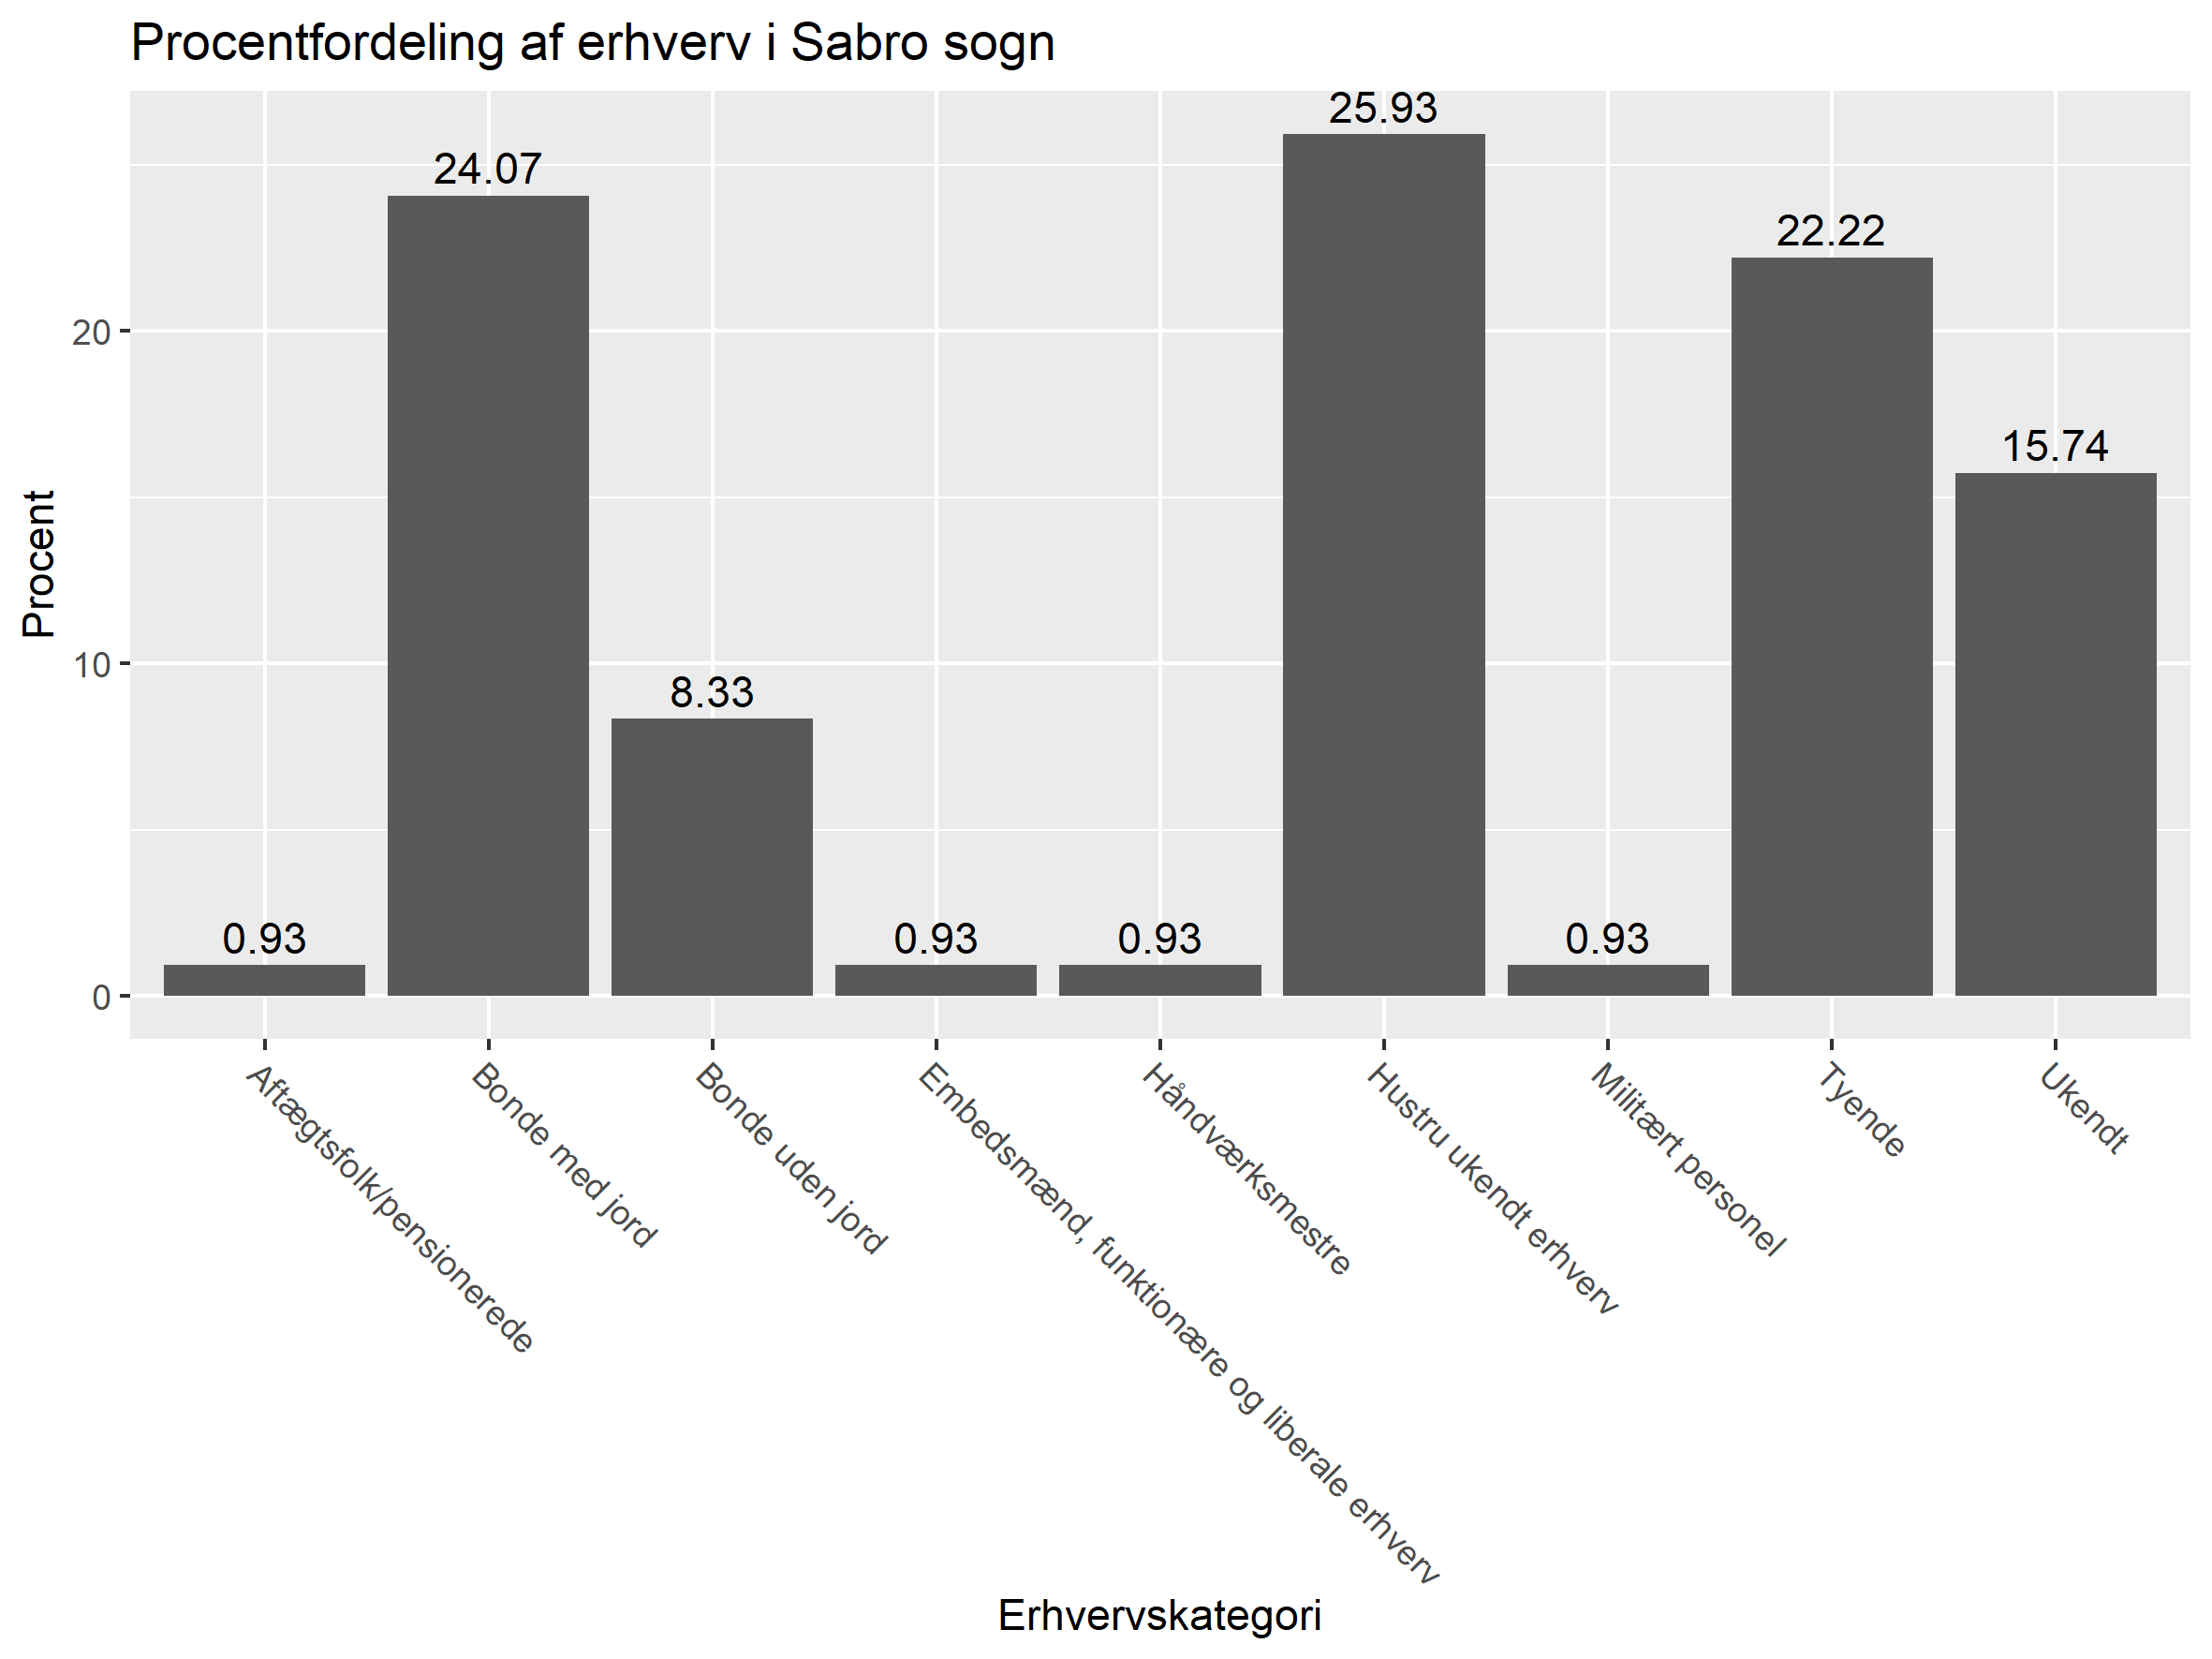 Procentfordeling af erhverv i Sabro sogn
25.93
24.07
22.22
15.74
8.33
0.93
0.93
0.93
0.93
20
10
0
Procent
Aftægtsfolk/pensionerede
Bonde med jord
Bonde uden jord
Embedsmænd, funktionære og liberale erhverv
Håndværksmestre
Hustru ukendt erhverv
Militært personel
Tyende
Ukendt
Erhvervskategori